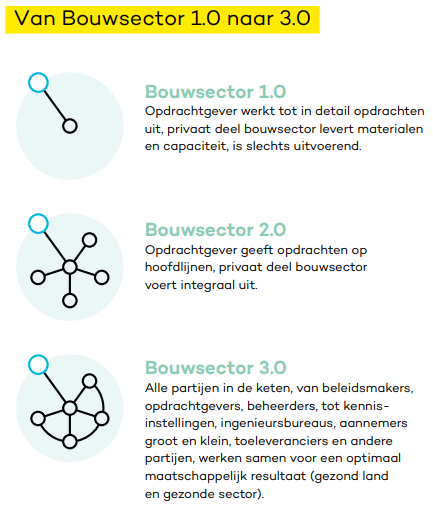 Van Bouwsector 1.0 naar 3.0
Bouwsector 1.0
Opdrachtgever werkt tot in detail opdrachten
uit, privaat deel bouwsector levert materialen
en capaciteit, is slechts uitvoerend.
Bouwsector 2.0
Opdrachtgever geeft opdrachten op
hoofdlijnen, privaat deel bouwsector
voert integraal uit.
Bouwsector 3.0
Alle partijen in de keten, van beleidsmakers,
opdrachtgevers, beheerders, tot kennis-
instellingen, ingenieursbureaus, aannemers
groot en klein, toeleveranciers en andere
partijen, werken samen voor een optimaal
maatschappelijk resultaat (gezond land
en gezonde sector).